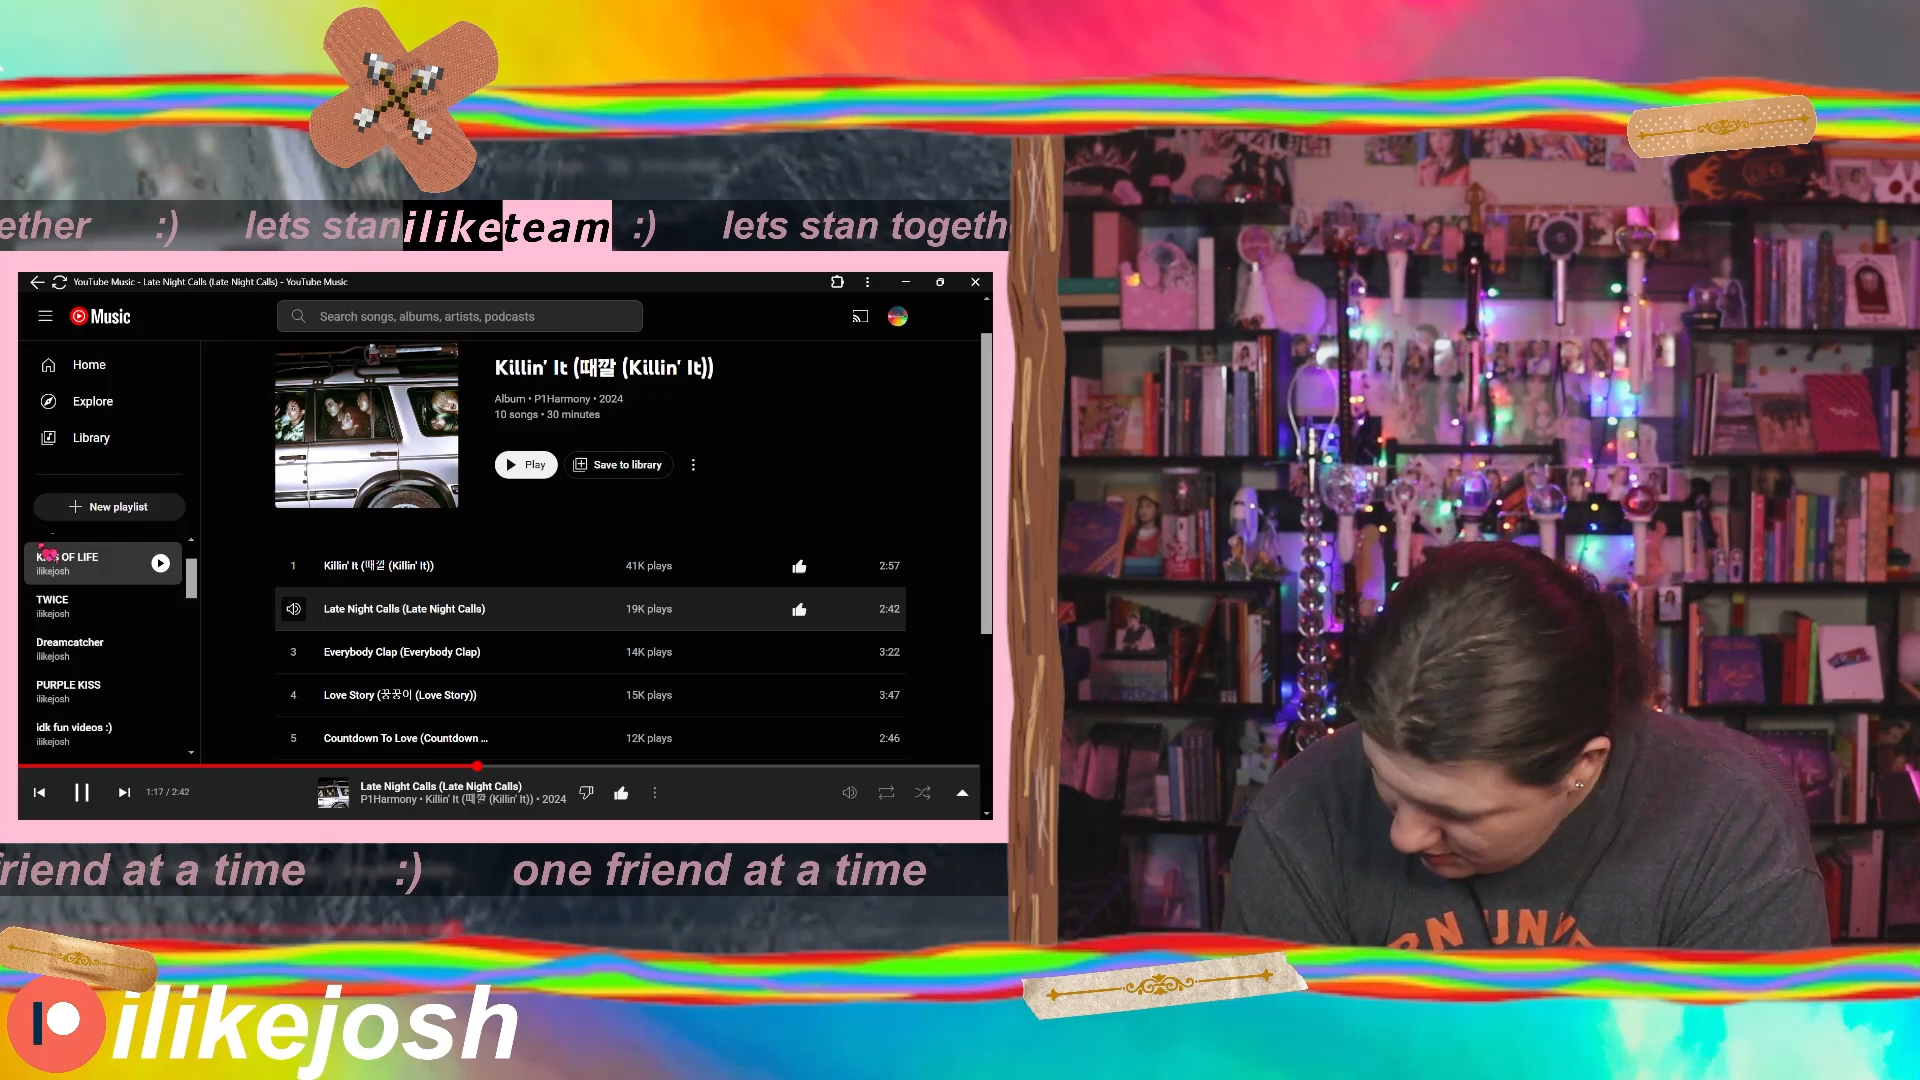 ether :) lets stan iliketeam :) lets stan togeth
YouTube Music - Late Night Calls (Late Night Calls) - YouTube Music
Music
Search songs, albums, artists, podcasts
Home
Explore
Library
New playlist
OF LIFE
ilikejosh
TWICE
ilikejosh
Dreamcatcher
ilikejosh
PURPLE KISS
ilikejosh
idk fun videos :)
ilikejosh
Killin' It (때깔 (Killin' It))
Album • P1Harmony • 2024
10 songs • 30 minutes
Play
Save to library
1 Killin' It (때깔 (Killin' It)) 41K plays 2:57
Late Night Calls (Late Night Calls) 19K plays 2:42
3 Everybody Clap (Everybody Clap) 14K plays 3:22
4 Love Story (꿍꿍이 (Love Story)) 15K plays 3:47
5 Countdown To Love (Countdown ... 12K plays 2:46
1:17 / 2:42
Late Night Calls (Late Night Calls)
P1Harmony • Killin' It (때깔 (Killin' It)) • 2024
friend at a time :) one friend at a time
ilikejosh